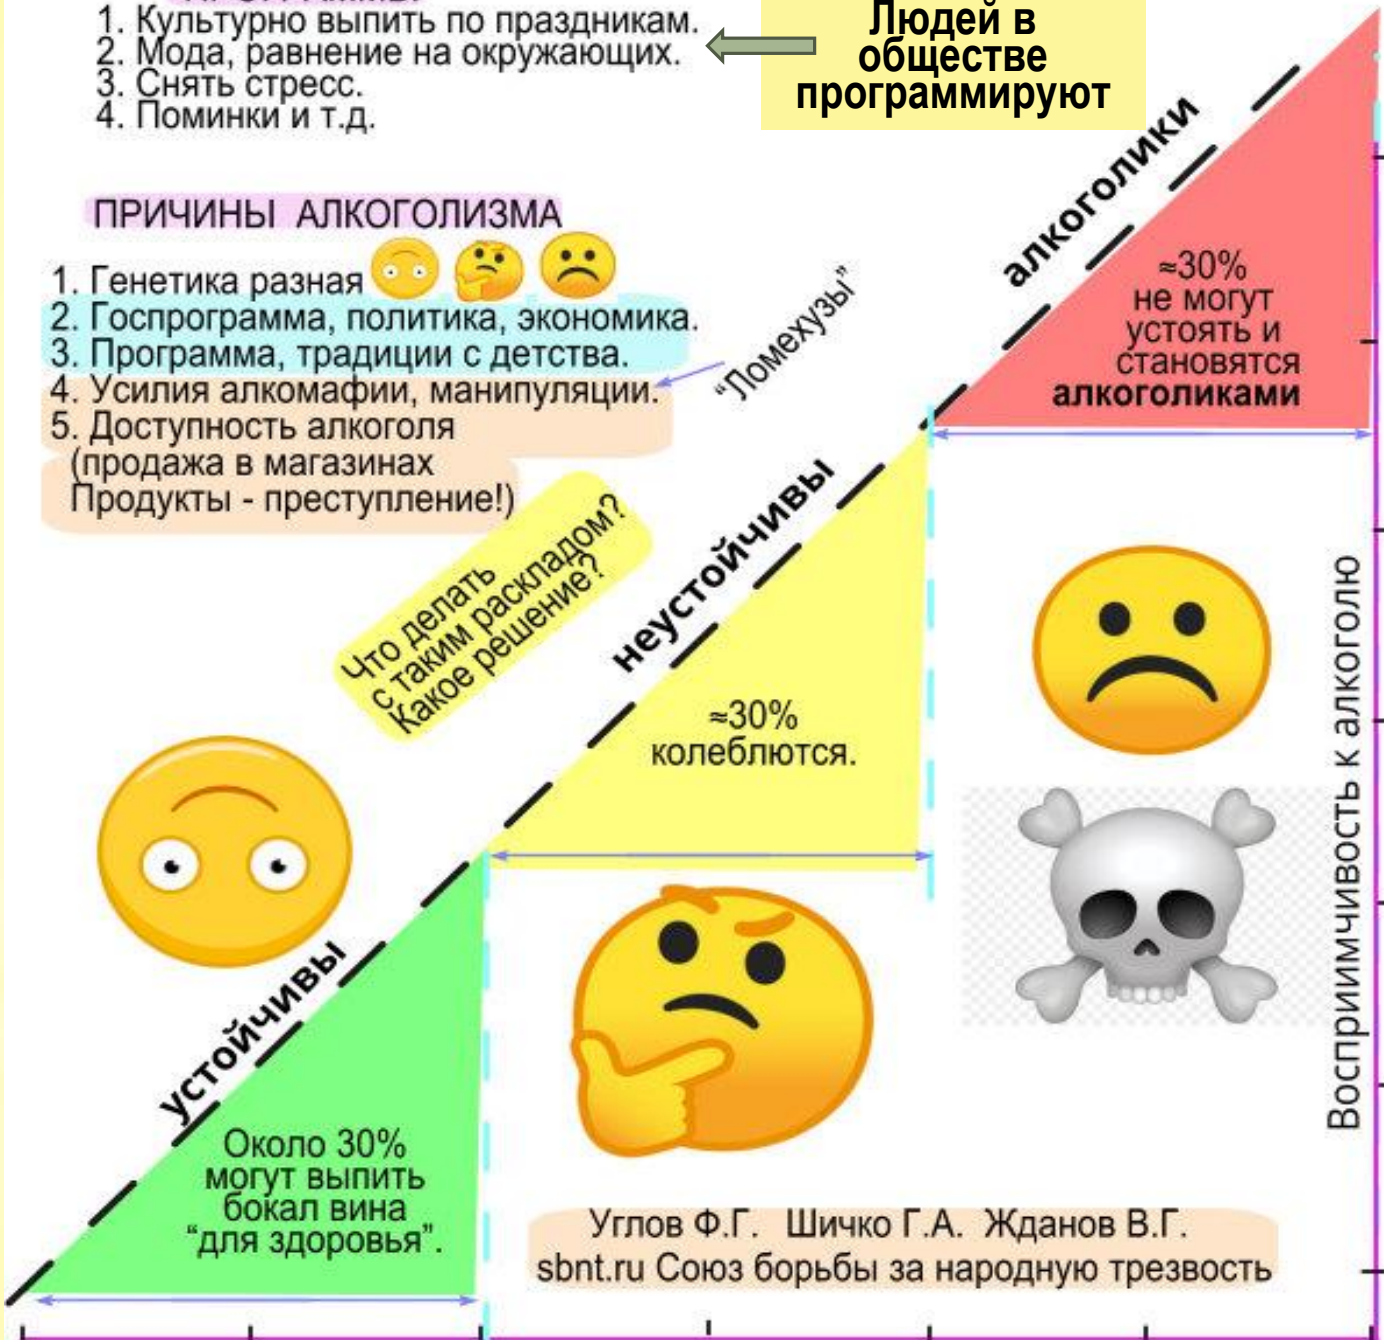 1. Культурно выпить по праздникам.
2. Мода, равнение на окружающих.
3. Снять стресс.
4. Поминки и т.д.
Людей в
обществе
программируют
ПРИЧИНЫ АЛКОГОЛИЗМА
1. Генетика разная
2. Госпрограмма, политика, экономика.
3. Программа, традиции с детства.
4. Усилия алкомафии, манипуляции.
5. Доступность алкоголя
(продажа в магазинах
Продукты - преступление!)
“Ломехузы”
алкоголики
≈30%
не могут
устоять и
становятся
алкоголиками
Что делать
с таким раскладом?
Какое решение?
неустойчивы
≈30%
колеблются.
Восприимчивость к алкоголю
устойчивы
Около 30%
могут выпить
бокал вина
“для здоровья”.
Углов Ф.Г. Шичко Г.А. Жданов В.Г.
sbnt.ru Союз борьбы за народную трезвость